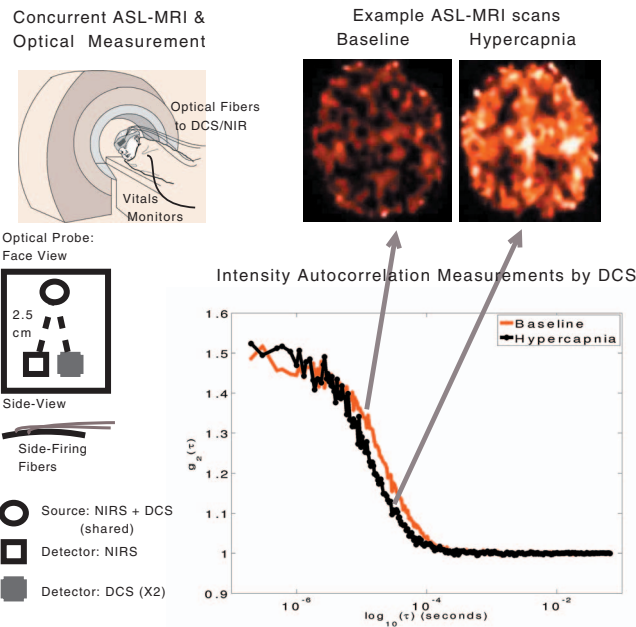 Concurrent ASL-MRI &
Optical Measurement
Optical Fibers
to DCS/NIR
Vitals
Monitors
Example ASL-MRI scans
Baseline Hypercapnia
Optical Probe:
Face View
2.5
cm
Side-View
Side-Firing
Fibers
Source: NIRS + DCS
(shared)
Detector: NIRS
Detector: DCS (X2)
Intensity Autocorrelation Measurements by DCS
Baseline
Hypercapnia
1.6
1.5
1.4
1.3
1.2
1.1
1
0.9
g₂(τ)
10⁻⁶ 10⁻⁴ 10⁻²
log₁₀(τ) (seconds)